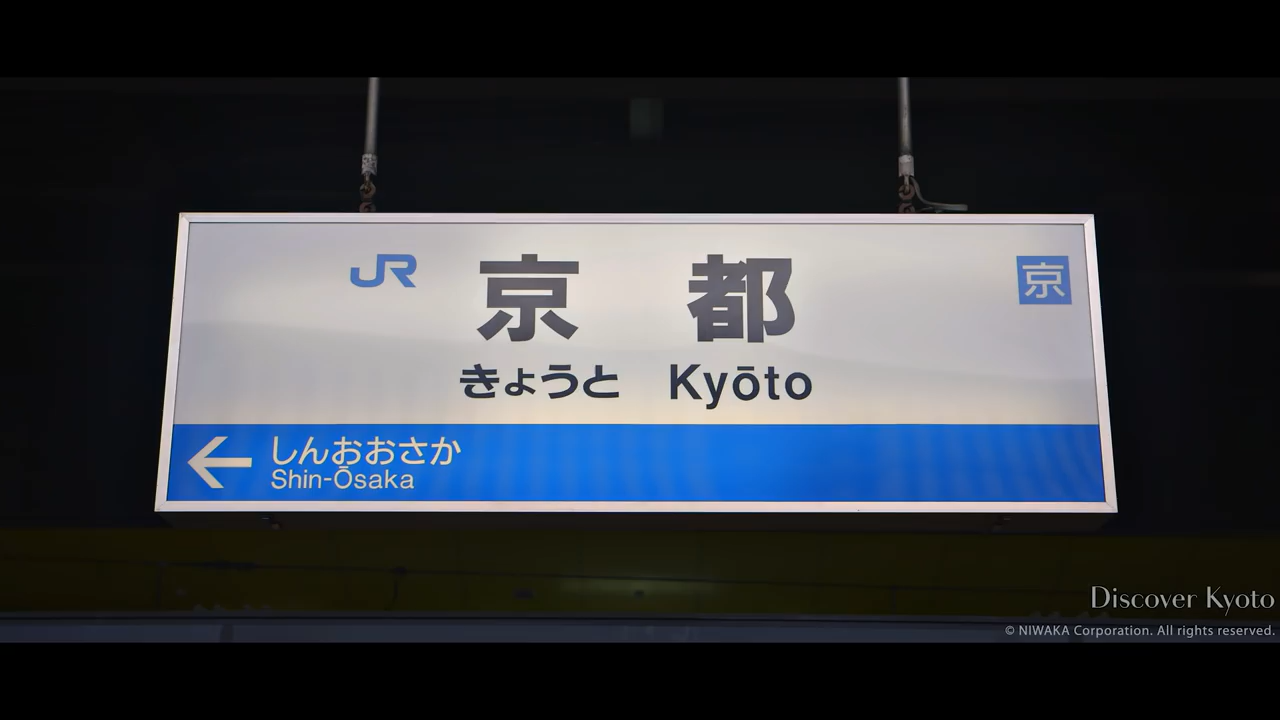 JR 京都 京
きょうと Kyōto
← しんおおさか
Shin-Ōsaka
Discover Kyoto
© NIWAKA Corporation. All rights reserved.